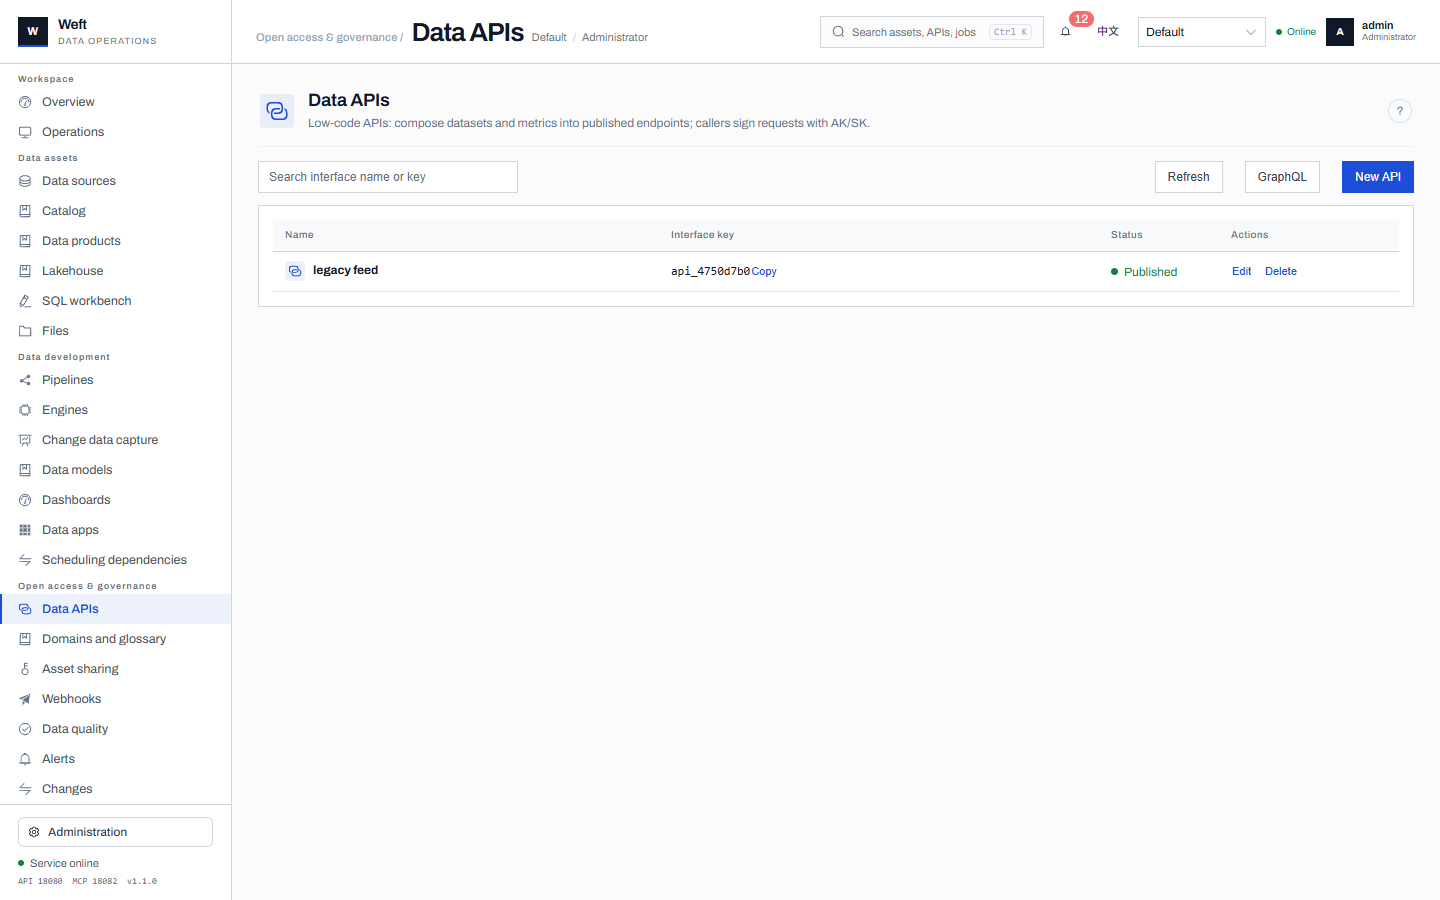 W
Weft
DATA OPERATIONS
Workspace
Overview
Operations
Data assets
Data sources
Catalog
Data products
Lakehouse
SQL workbench
Files
Data development
Pipelines
Engines
Change data capture
Data models
Dashboards
Data apps
Scheduling dependencies
Open access & governance
Data APIs
Domains and glossary
Asset sharing
Webhooks
Data quality
Alerts
Changes
Administration
Service online
API 18080 MCP 18082 v1.1.0
Open access & governance / Data APIs Default / Administrator
Search assets, APIs, jobs Ctrl K
12
中文
Default
Online
A
admin
Administrator
Data APIs
Low-code APIs: compose datasets and metrics into published endpoints; callers sign requests with AK/SK.
?
Search interface name or key
Refresh
GraphQL
New API
Name Interface key Status Actions
legacy feed api_4750d7b0 Copy Published Edit Delete